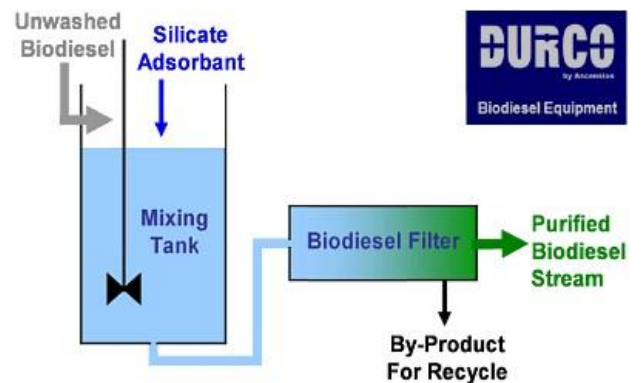 Unwashed
Biodiesel
Silicate
Adsorbant
DURCO
by Ascension
Biodiesel Equipment
Mixing
Tank
Biodiesel Filter
Purified
Biodiesel
Stream
By-Product
For Recycle